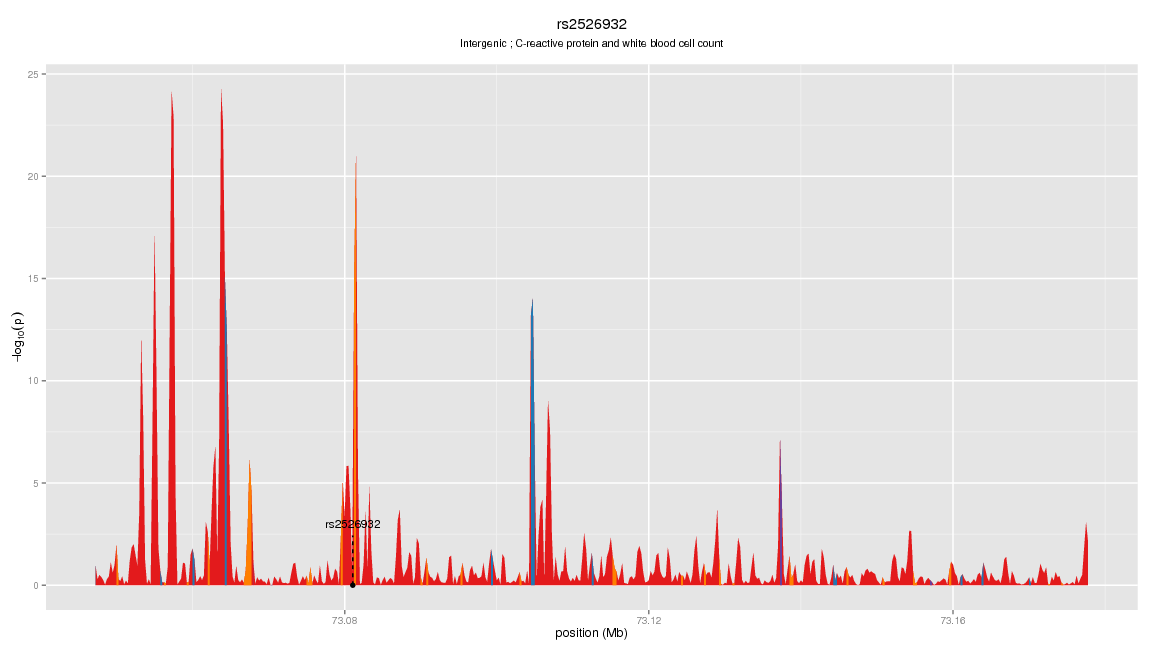 rs2526932
Intergenic ; C-reactive protein and white blood cell count
25
20
15
10
5
0
−log10(p)
rs2526932
73.08
73.12
73.16
position (Mb)